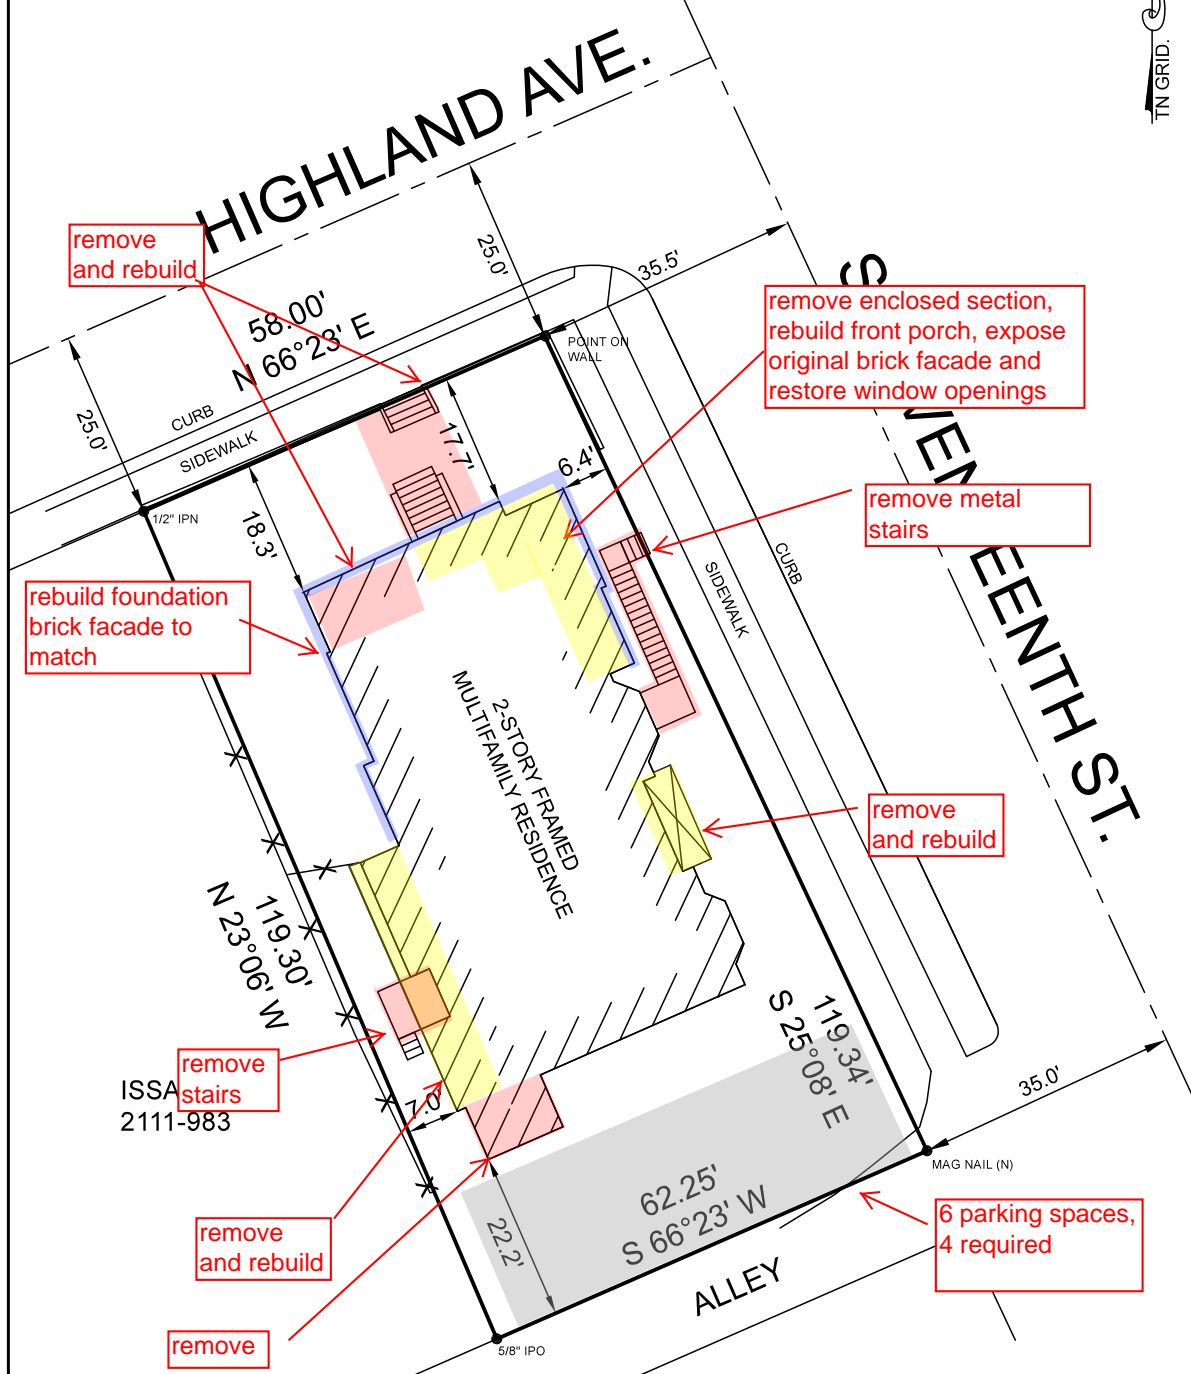 TN GRID.
HIGHLAND AVE.
remove
and rebuild
25.0'
35.5'
58.00'
N 66°23' E
POINT ON
WALL
remove enclosed section,
rebuild front porch, expose
original brick facade and
restore window openings
25.0'
CURB
SIDEWALK
17.7'
6.4'
1/2" IPN
18.3'
remove metal
stairs
SEVENTEENTH ST.
CURB
SIDEWALK
rebuild foundation
brick facade to
match
2-STORY FRAMED
MULTIFAMILY RESIDENCE
remove
and rebuild
119.30'
N 23°06' W
119.34'
S 25°08' E
remove
stairs
ISSA
2111-983
7.0'
35.0'
MAG NAIL (N)
62.25'
S 66°23' W
22.2'
6 parking spaces,
4 required
remove
and rebuild
ALLEY
remove
5/8" IPO